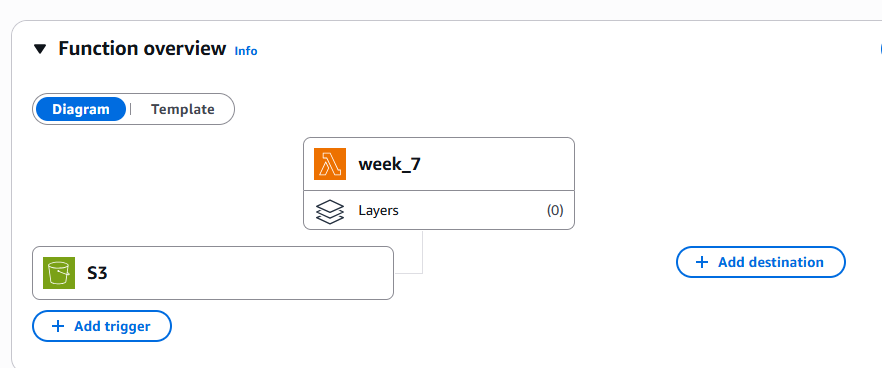 Function overview Info
Diagram Template
week_7
Layers (0)
S3
+ Add destination
+ Add trigger